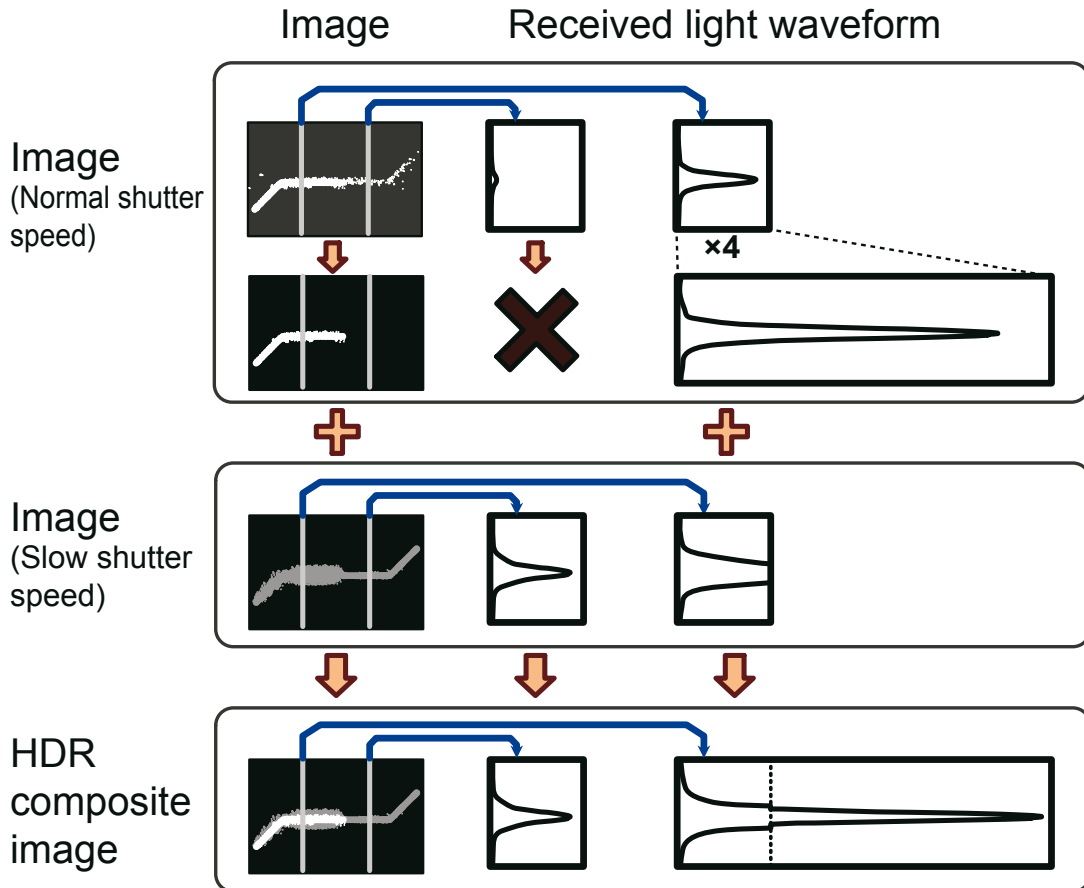 Image
Received light waveform
Image
(Normal shutter
speed)
×4
Image
(Slow shutter
speed)
HDR
composite
image